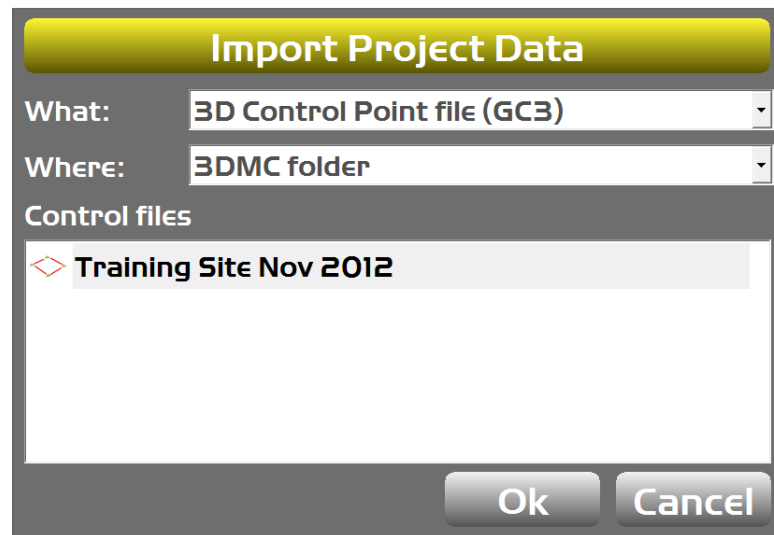 Import Project Data
What: 3D Control Point file (GC3)
Where: 3DMC folder
Control files
Training Site Nov 2012
Ok Cancel